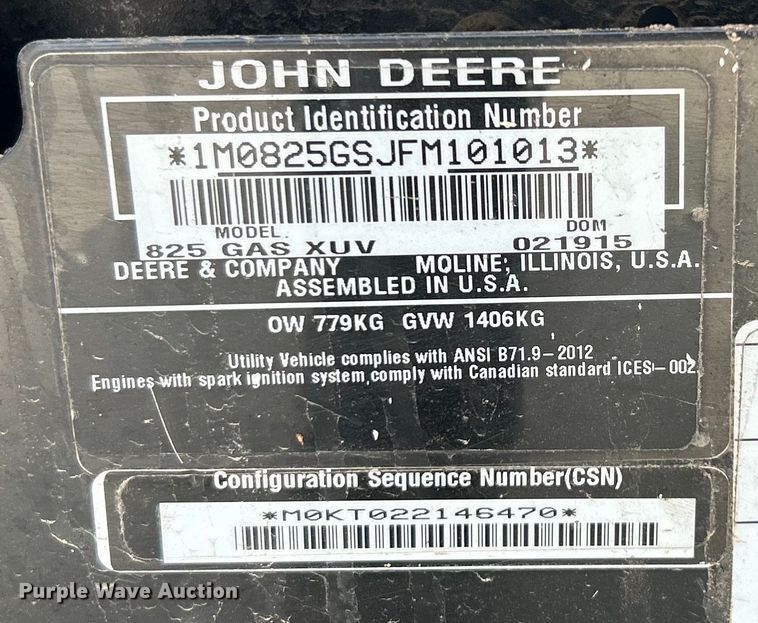 JOHN DEERE
Product Identification Number
*1M0825GSJFM101013*
MODEL DOM
825 GAS XUV 021915
DEERE & COMPANY MOLINE, ILLINOIS, U.S.A.
ASSEMBLED IN U.S.A.
OW 779KG GVW 1406KG
Utility Vehicle complies with ANSI B71.9-2012
Engines with spark ignition system,comply with Canadian standard ICES-002
Configuration Sequence Number(CSN)
*M0KT022146470*
Purple Wave Auction